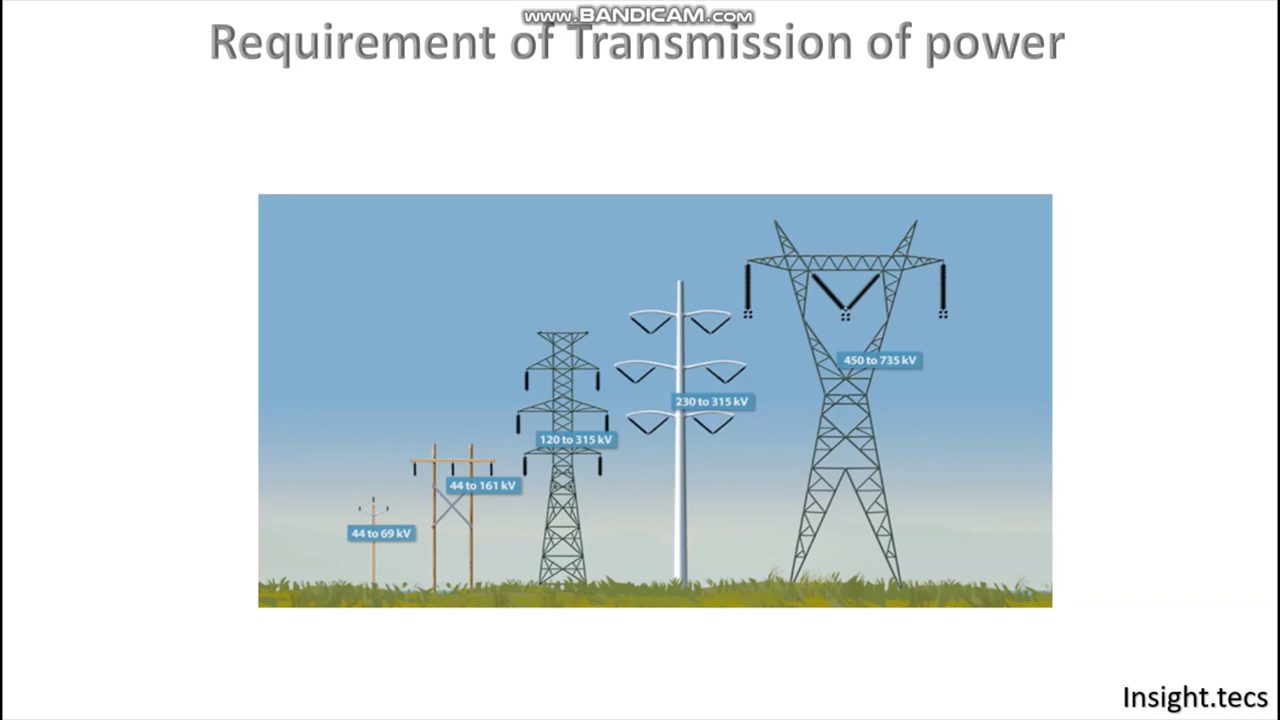 www.BANDICAM.com
Requirement of Transmission of power
450 to 735 kV
230 to 315 kV
120 to 315 kV
44 to 161 kV
44 to 69 kV
Insight.tecs